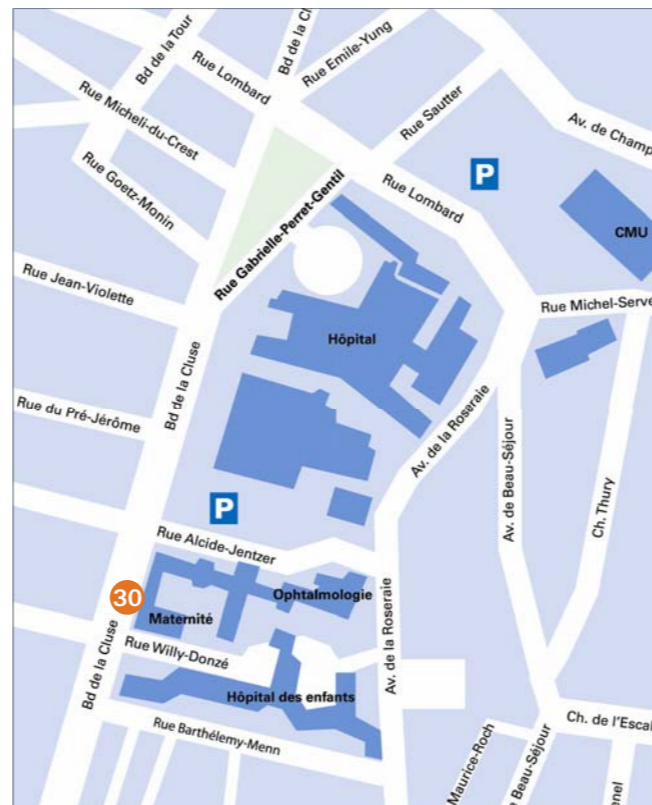 Bd de la Tour
Bd de la Cl
Rue Lombard
Rue Emile-Yung
Rue Micheli-du-Crest
Rue Sautter
Av. de Champ
Rue Goetz-Monin
P
Rue Lombard
CMU
Rue Gabrielle-Perret-Gentil
Rue Jean-Violette
Rue Michel-Serve
Hôpital
Bd de la Cluse
Rue du Pré-Jérôme
Av. de la Roseraie
Av. de Beau-Séjour
Ch. Thury
P
Rue Alcide-Jentzer
30
Ophtalmologie
Maternité
Av. de la Roseraie
Bd de la Cluse
Rue Willy-Donzé
Hôpital des enfants
Rue Barthélemy-Menn
Ch. de l'Escal
Maurice-Roch
Beau-Séjour
nel